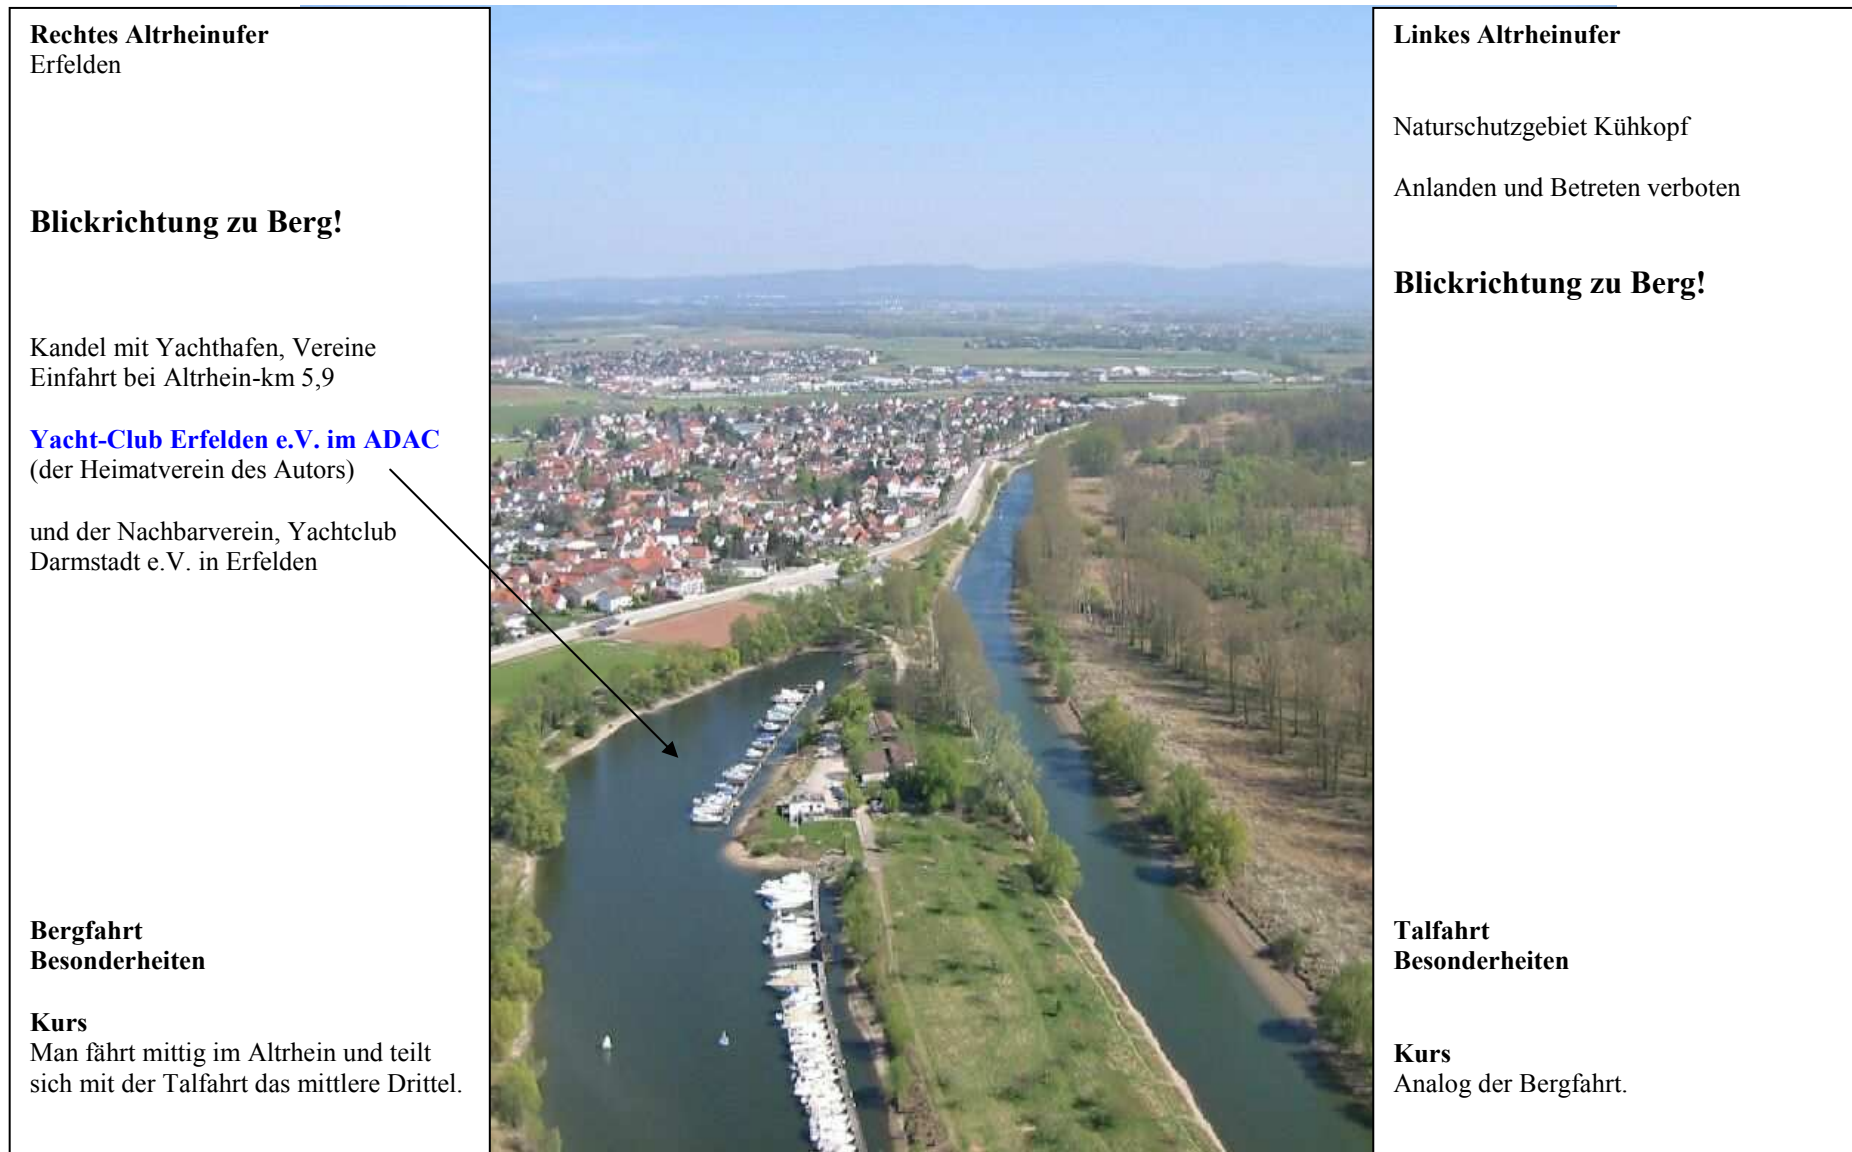 Rechtes Altrheinufer
Erfelden
Blickrichtung zu Berg!
Kandel mit Yachthafen, Vereine
Einfahrt bei Altrhein-km 5,9
Yacht-Club Erfelden e.V. im ADAC
(der Heimatverein des Autors)
und der Nachbarverein, Yachtclub
Darmstadt e.V. in Erfelden
Bergfahrt
Besonderheiten
Kurs
Man fährt mittig im Altrhein und teilt
sich mit der Talfahrt das mittlere Drittel.
Linkes Altrheinufer
Naturschutzgebiet Kühkopf
Anlanden und Betreten verboten
Blickrichtung zu Berg!
Talfahrt
Besonderheiten
Kurs
Analog der Bergfahrt.